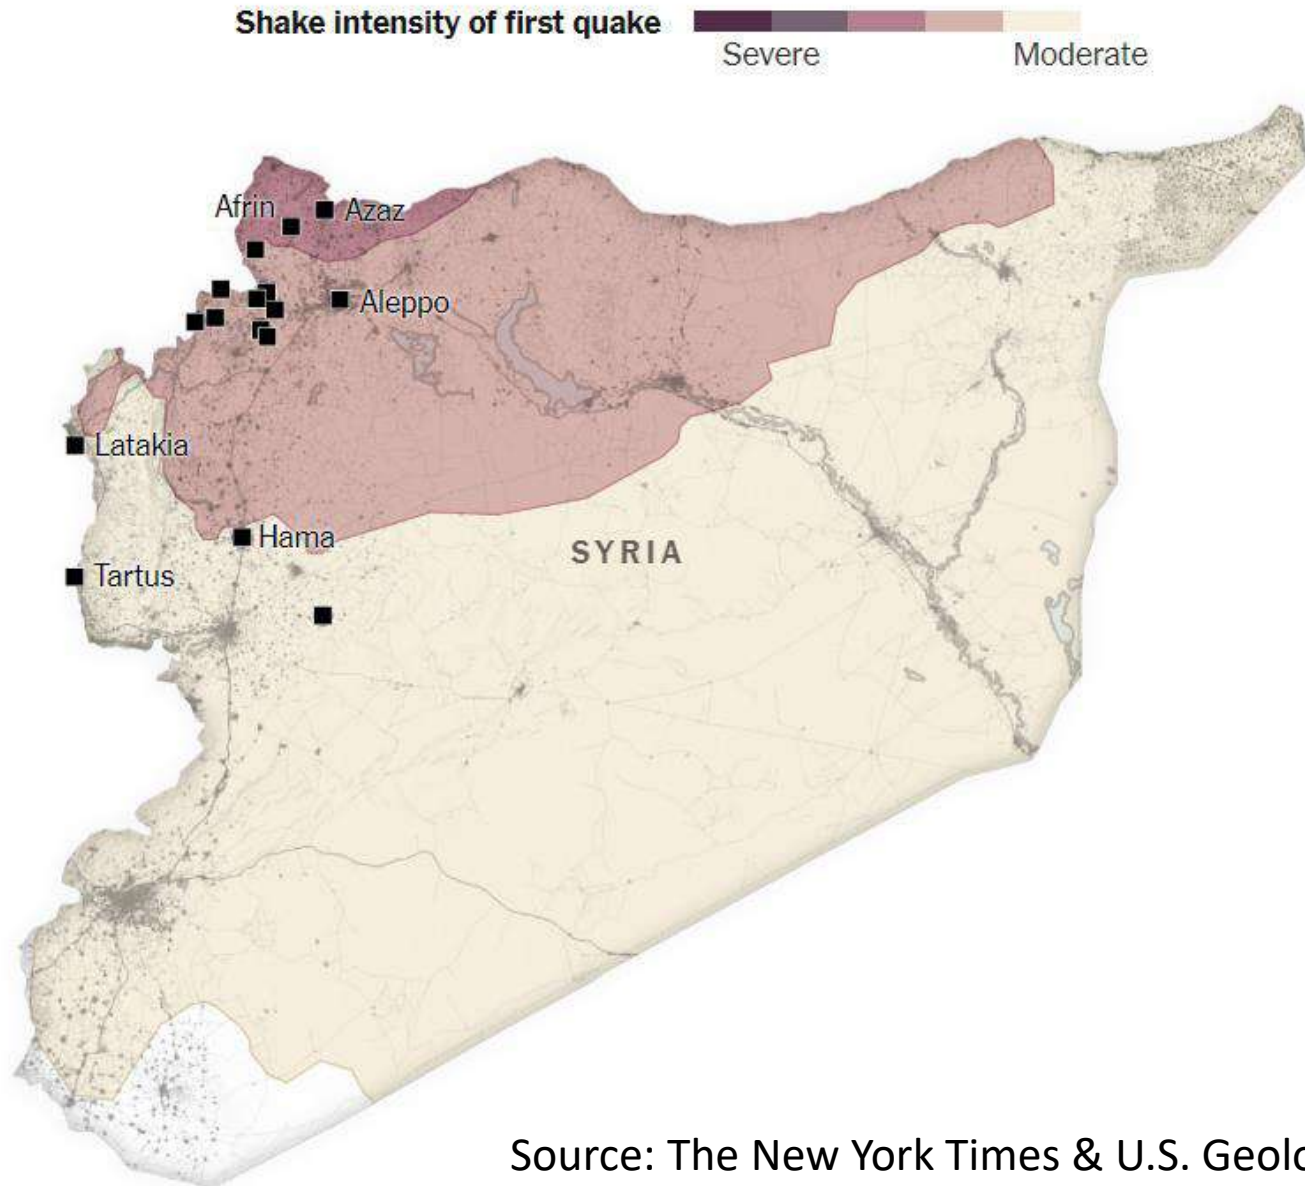 Shake intensity of first quake
Severe
Moderate
Afrin
Azaz
Aleppo
Latakia
Hama
SYRIA
Tartus
Source: The New York Times & U.S. Geolo